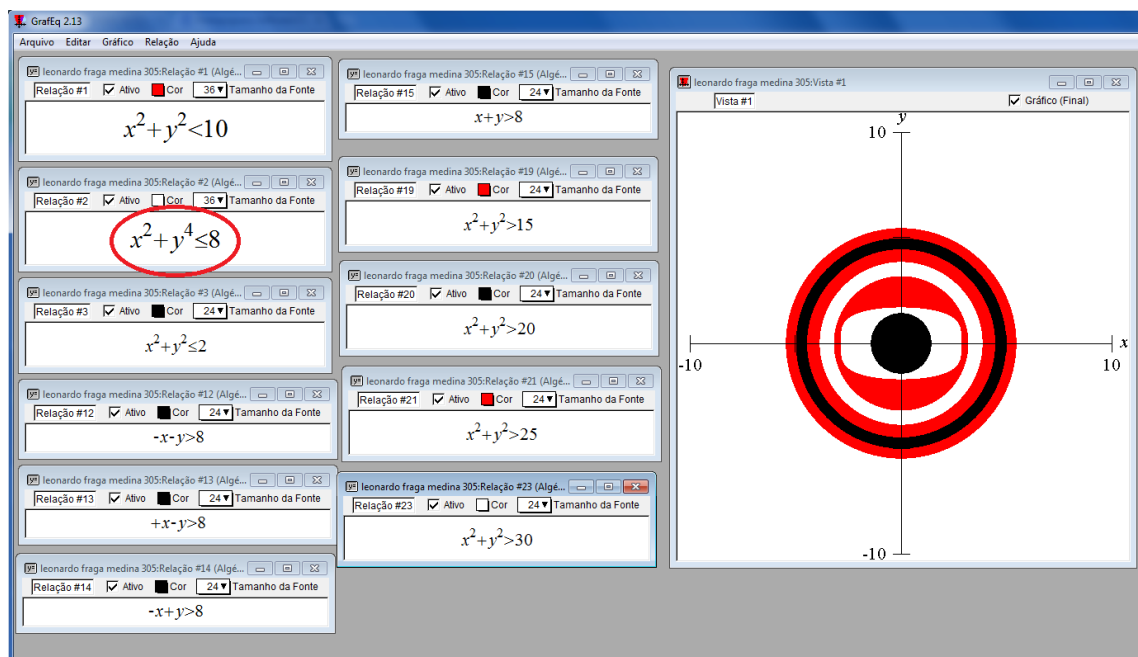 GrafEq 2.13
Arquivo Editar Gráfico Relação Ajuda
leonardo fraga medina 305:Relação #1 (Algé...
Relação #1 Ativo Cor 36 Tamanho da Fonte
x²+y²<10
leonardo fraga medina 305:Relação #2 (Algé...
Relação #2 Ativo Cor 36 Tamanho da Fonte
x²+y⁴≤8
leonardo fraga medina 305:Relação #3 (Algé...
Relação #3 Ativo Cor 24 Tamanho da Fonte
x²+y²≤2
leonardo fraga medina 305:Relação #12 (Algé...
Relação #12 Ativo Cor 24 Tamanho da Fonte
-x-y>8
leonardo fraga medina 305:Relação #13 (Algé...
Relação #13 Ativo Cor 24 Tamanho da Fonte
+x-y>8
leonardo fraga medina 305:Relação #14 (Algé...
Relação #14 Ativo Cor 24 Tamanho da Fonte
-x+y>8
leonardo fraga medina 305:Relação #15 (Algé...
Relação #15 Ativo Cor 24 Tamanho da Fonte
x+y>8
leonardo fraga medina 305:Relação #19 (Algé...
Relação #19 Ativo Cor 24 Tamanho da Fonte
x²+y²>15
leonardo fraga medina 305:Relação #20 (Algé...
Relação #20 Ativo Cor 24 Tamanho da Fonte
x²+y²>20
leonardo fraga medina 305:Relação #21 (Algé...
Relação #21 Ativo Cor 24 Tamanho da Fonte
x²+y²>25
leonardo fraga medina 305:Relação #23 (Algé...
Relação #23 Ativo Cor 24 Tamanho da Fonte
x²+y²>30
leonardo fraga medina 305:Vista #1
Vista #1 Gráfico (Final)
y
10
x
-10 10
-10